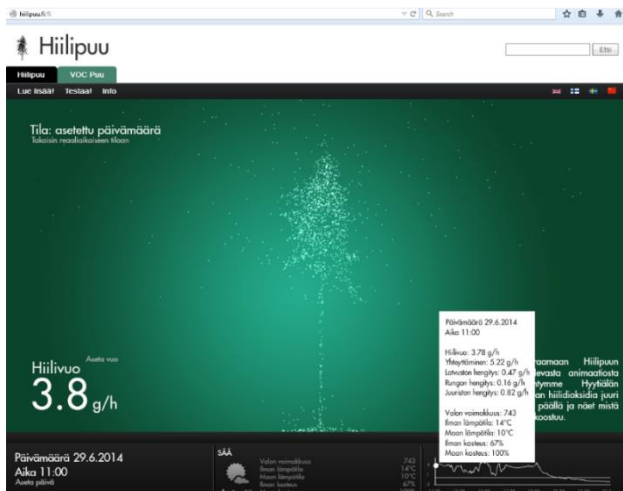 hiilipuu.fi/fi
Search
Hiilipuu
Etsi
Hiilipuu
VOC Puu
Lue lisää!
Testaa!
Info
Tila: asetettu päivämäärä
Takaisin reaaliaikaiseen tilaan
Päivämäärä 29.6.2014
Aika 11:00
Hiilivuo: 3.78 g/h
Yhteyttäminen: 5.22 g/h
Latvuston hengitys: 0.47 g/h
Rungon hengitys: 0.16 g/h
Juuriston hengitys: 0.82 g/h
Valon voimakkuus: 743
Ilman lämpötila: 14°C
Maan lämpötila: 10°C
Ilman kosteus: 67%
Maan kosteus: 100%
Aseta vuo
Hiilivuo
3.8 g/h
raamaan Hiilipuun
levasta animaatiosta
ntymme Hyytiälän
an hiilidioksidia juuri
päällä ja näet mistä
koostuu.
Päivämäärä 29.6.2014
Aika 11:00
Aseta päivä
SÄÄ
Valon voimakkuus 743
Ilman lämpötila 14°C
Maan lämpötila 10°C
Ilman kosteus 67%